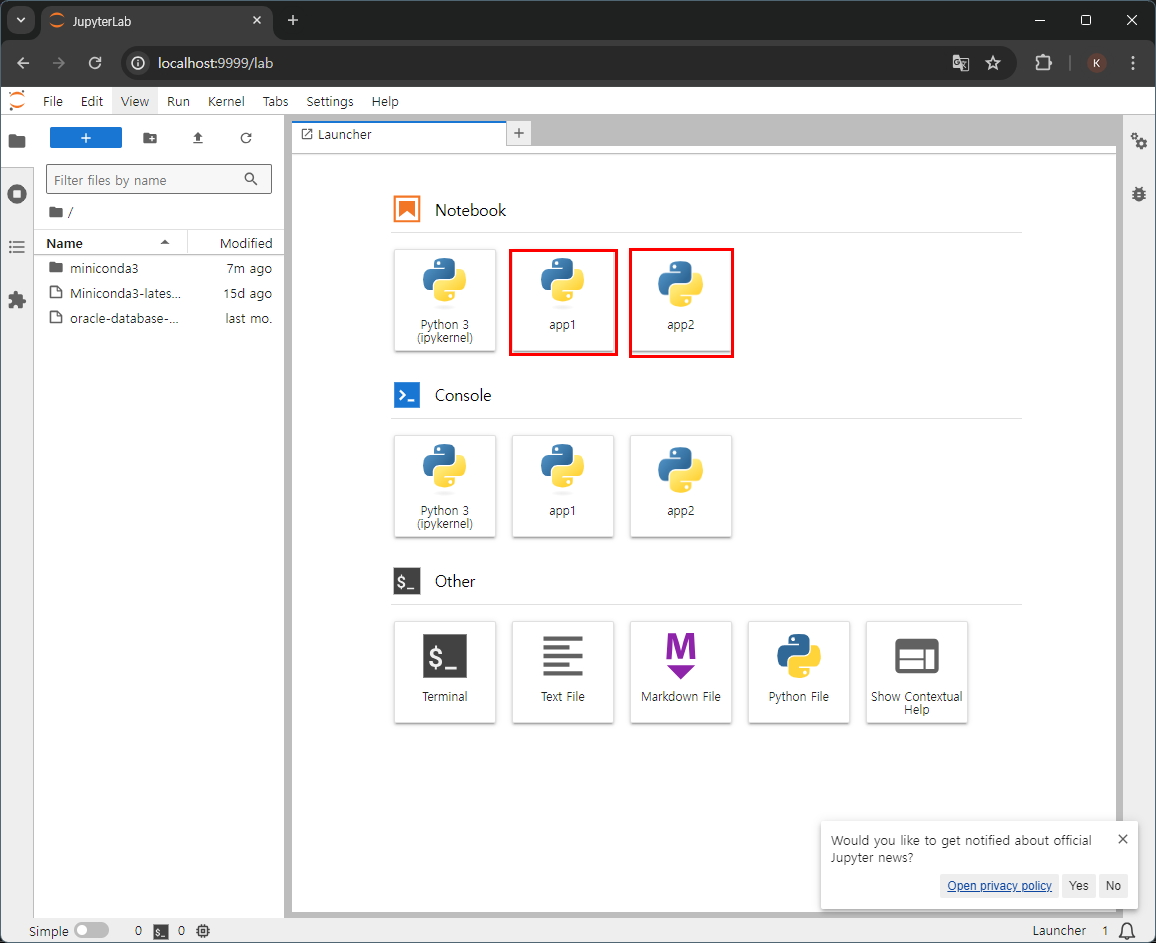 JupyterLab
localhost:9999/lab
K
File Edit View Run Kernel Tabs Settings Help
+
Filter files by name
/
Name Modified
miniconda3 7m ago
Miniconda3-lates... 15d ago
oracle-database-... last mo.
Launcher
Notebook
Python 3
(ipykernel)
app1
app2
Console
>_
Python 3
(ipykernel)
app1
app2
$_
Other
$_
Terminal
Text File
M
Markdown File
Python File
Show Contextual
Help
Would you like to get notified about official
Jupyter news?
Open privacy policy Yes No
Simple 0 $_ 0 Launcher 1